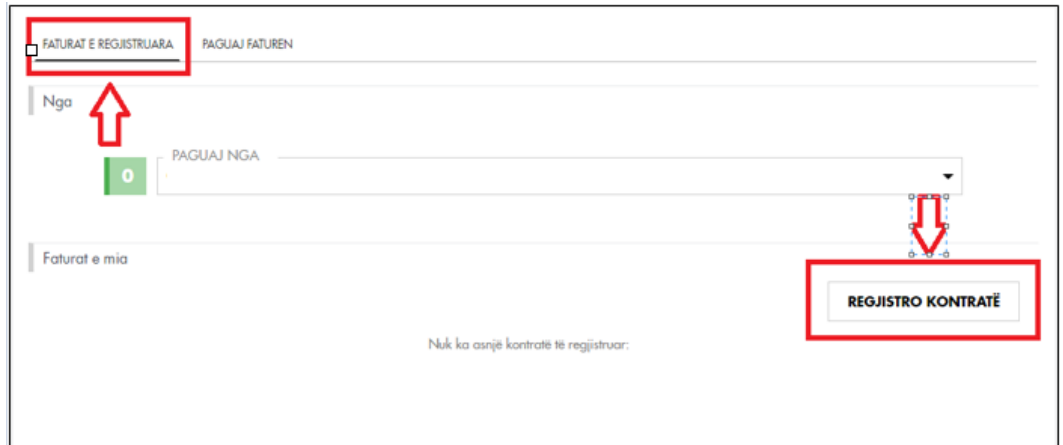 FATURAT E REGJISTRUARA PAGUAJ FATUREN
Nga
PAGUAJ NGA
0
Faturat e mia
REGJISTRO KONTRATË
Nuk ka asnjë kontratë të regjistruar: